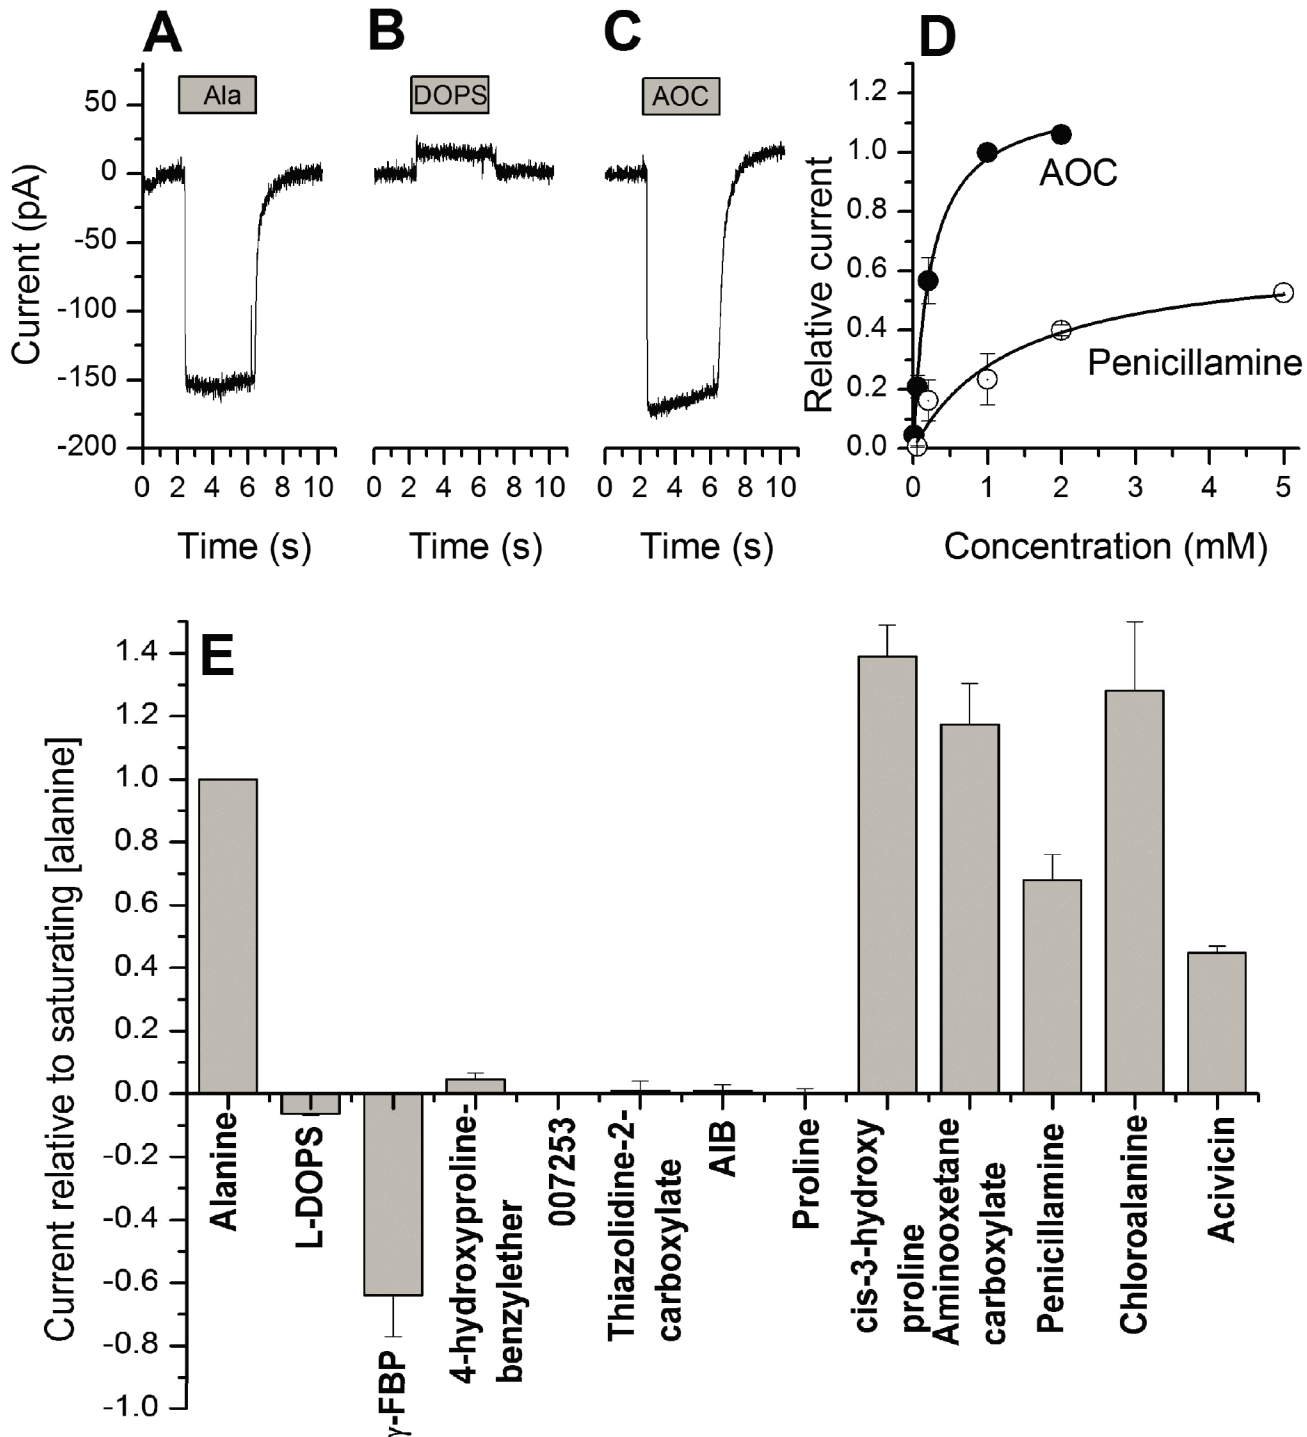 A
B
C
D
Ala
DOPS
AOC
Current (pA)
50
0
-50
-100
-150
-200
0 2 4 6 8 10
0 2 4 6 8 10
0 2 4 6 8 10
Time (s)
Time (s)
Time (s)
Relative current
1.2
1.0
0.8
0.6
0.4
0.2
0.0
AOC
Penicillamine
0 1 2 3 4 5
Concentration (mM)
E
Current relative to saturating [alanine]
1.4
1.2
1.0
0.8
0.6
0.4
0.2
0.0
-0.2
-0.4
-0.6
-0.8
-1.0
Alanine
L-DOPS
γ-FBP
4-hydroxyproline-
benzylether
007253
Thiazolidine-2-
carboxylate
AIB
Proline
cis-3-hydroxy
proline
Aminooxetane
carboxylate
Penicillamine
Chloroalanine
Acivicin